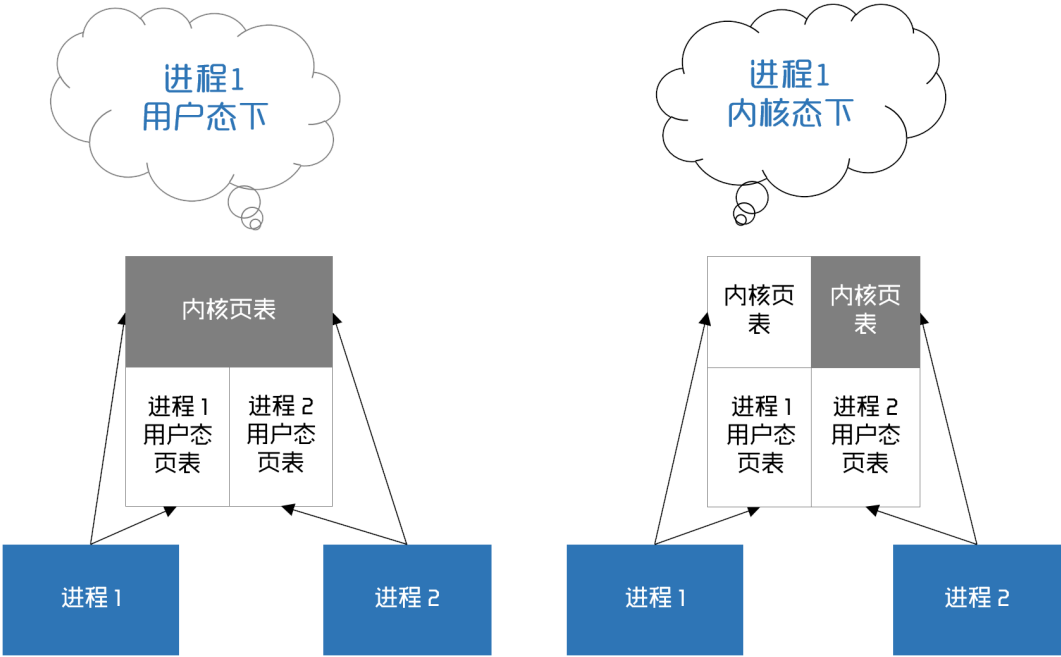 进程1
用户态下
内核页表
进程 1
用户态
页表
进程 2
用户态
页表
进程 1
进程 2
进程1
内核态下
内核页
表
内核页
表
进程 1
用户态
页表
进程 2
用户态
页表
进程 1
进程 2